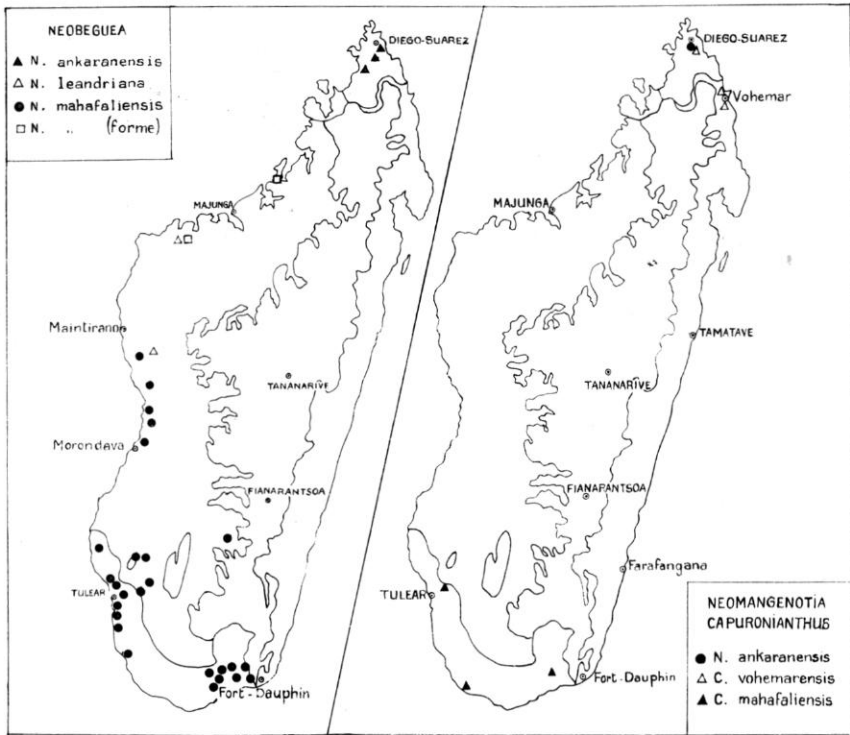 NEOBEGUEA
▲ N. ankaranensis
△ N. leandriana
● N. mahafaliensis
□ N. ,, (forme)
DIEGO-SUAREZ
MAJUNGA
Maintirano
TANANARIVE
Morondava
FIANARANTSOA
TULEAR
Fort-Dauphin
DIEGO-SUAREZ
Vohemar
MAJUNGA
TAMATAVE
TANANARIVE
FIANARANTSOA
Farafangana
TULEAR
Fort-Dauphin
NEOMANGENOTIA
CAPURONIANTHUS
● N. ankaranensis
△ C. vohemarensis
▲ C. mahafaliensis